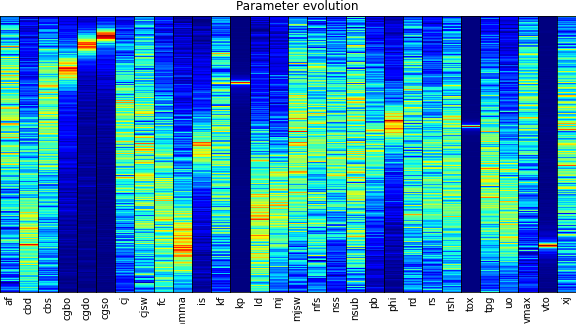 Parameter evolution
af cbd cbs cgbo cgdo cgso cj cjsw fc amma is kf kp ld mj mjsw nfs nss nsub pb phi rd rs rsh tox tpg uo vmax vto xj